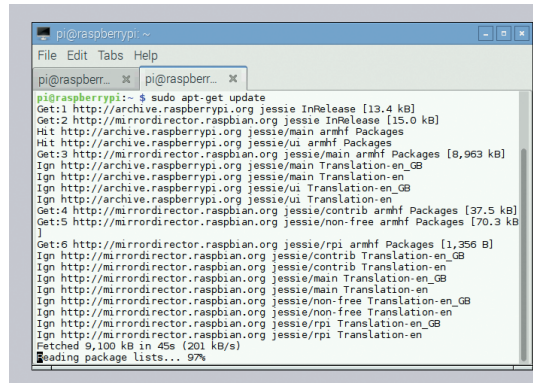 pi@raspberrypi: ~
File Edit Tabs Help
pi@raspberr... pi@raspberr...
pi@raspberrypi:~ $ sudo apt-get update
Get:1 http://archive.raspberrypi.org jessie InRelease [13.4 kB]
Get:2 http://mirrordirector.raspbian.org jessie InRelease [15.0 kB]
Hit http://archive.raspberrypi.org jessie/main armhf Packages
Hit http://archive.raspberrypi.org jessie/ui armhf Packages
Get:3 http://mirrordirector.raspbian.org jessie/main armhf Packages [8,963 kB]
Ign http://archive.raspberrypi.org jessie/main Translation-en_GB
Ign http://archive.raspberrypi.org jessie/main Translation-en
Ign http://archive.raspberrypi.org jessie/ui Translation-en_GB
Ign http://archive.raspberrypi.org jessie/ui Translation-en
Get:4 http://mirrordirector.raspbian.org jessie/contrib armhf Packages [37.5 kB]
Get:5 http://mirrordirector.raspbian.org jessie/non-free armhf Packages [70.3 kB
]
Get:6 http://mirrordirector.raspbian.org jessie/rpi armhf Packages [1,356 B]
Ign http://mirrordirector.raspbian.org jessie/contrib Translation-en_GB
Ign http://mirrordirector.raspbian.org jessie/contrib Translation-en
Ign http://mirrordirector.raspbian.org jessie/main Translation-en_GB
Ign http://mirrordirector.raspbian.org jessie/main Translation-en
Ign http://mirrordirector.raspbian.org jessie/non-free Translation-en_GB
Ign http://mirrordirector.raspbian.org jessie/non-free Translation-en
Ign http://mirrordirector.raspbian.org jessie/rpi Translation-en_GB
Ign http://mirrordirector.raspbian.org jessie/rpi Translation-en
Fetched 9,100 kB in 45s (201 kB/s)
Reading package lists... 97%